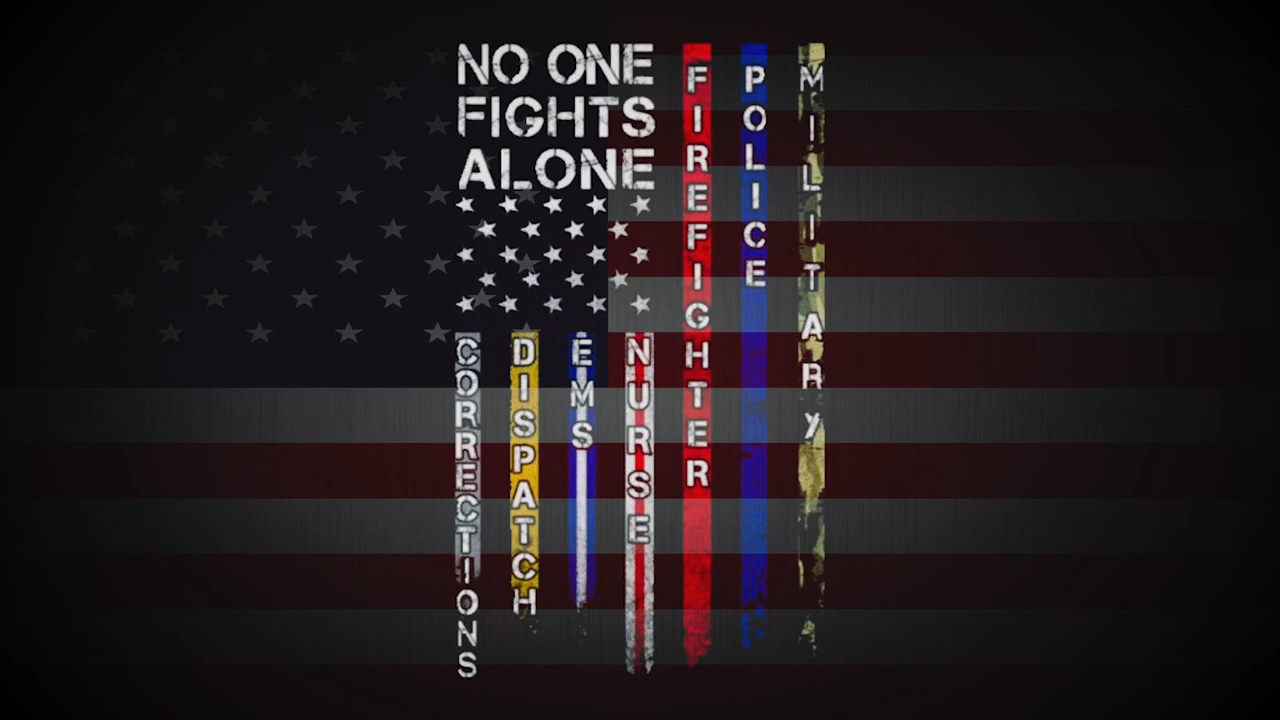 NO ONE
FIGHTS
ALONE
CORRECTIONS
DISPATCH
EMS
NURSE
FIREFIGHTER
POLICE
MILITARY